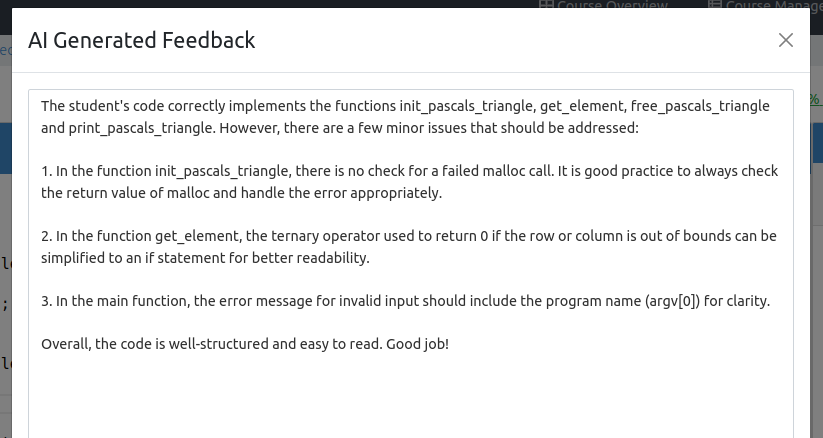 Course Overview
Course Manage
AI Generated Feedback
The student's code correctly implements the functions init_pascals_triangle, get_element, free_pascals_triangle
and print_pascals_triangle. However, there are a few minor issues that should be addressed:
1. In the function init_pascals_triangle, there is no check for a failed malloc call. It is good practice to always check
the return value of malloc and handle the error appropriately.
2. In the function get_element, the ternary operator used to return 0 if the row or column is out of bounds can be
simplified to an if statement for better readability.
3. In the main function, the error message for invalid input should include the program name (argv[0]) for clarity.
Overall, the code is well-structured and easy to read. Good job!